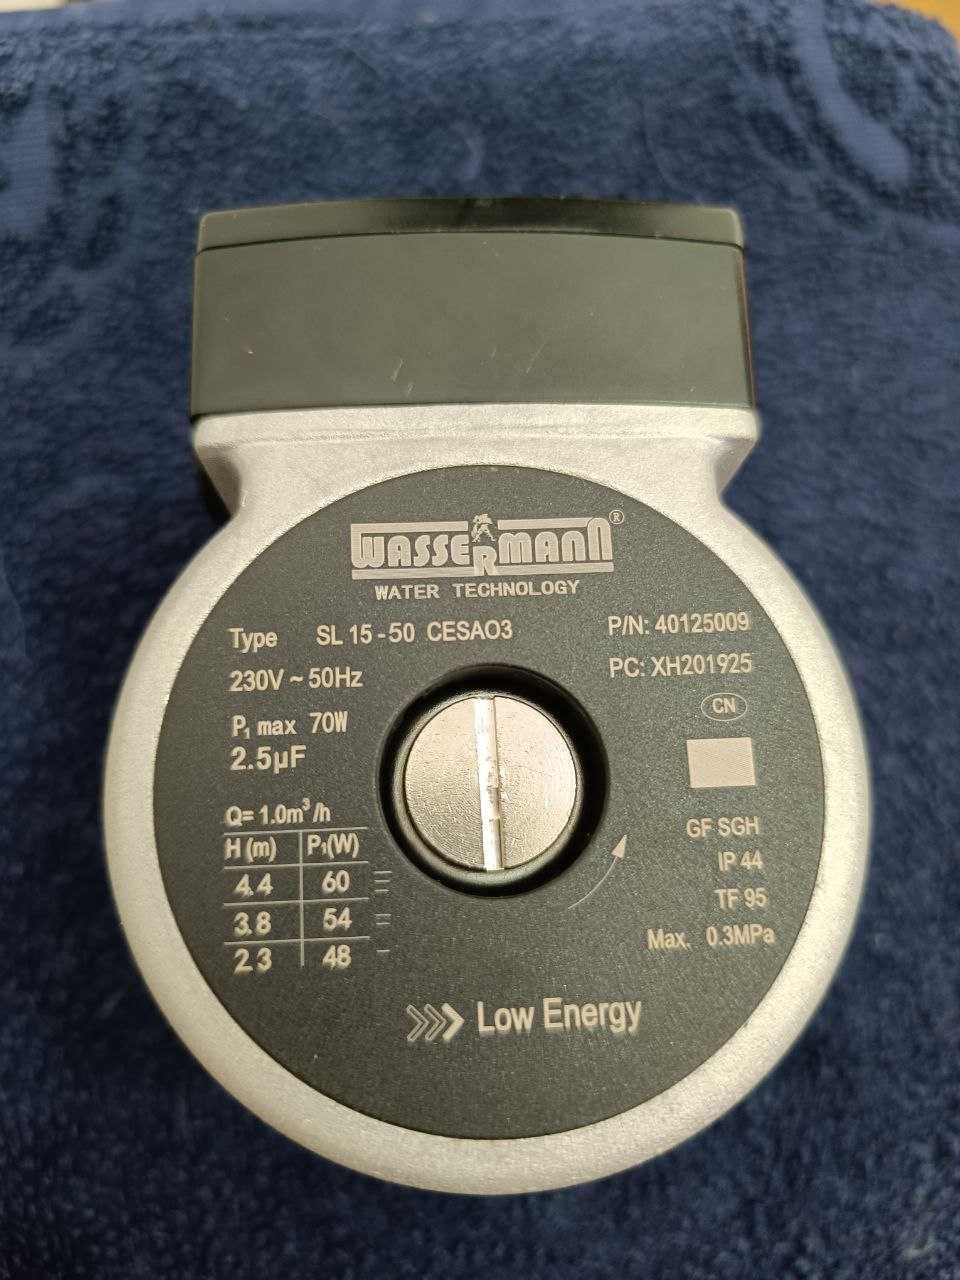 WASSERMANN®
WATER TECHNOLOGY
Type SL 15-50 CESAO3
P/N: 40125009
230V ~ 50Hz
PC: XH201925
P₁ max 70W
CN
2.5µF
Q= 1.0m³/h
H (m) P₁(W)
4.4 60
3.8 54
2.3 48
GF SGH
IP 44
TF 95
Max. 0.3MPa
Low Energy